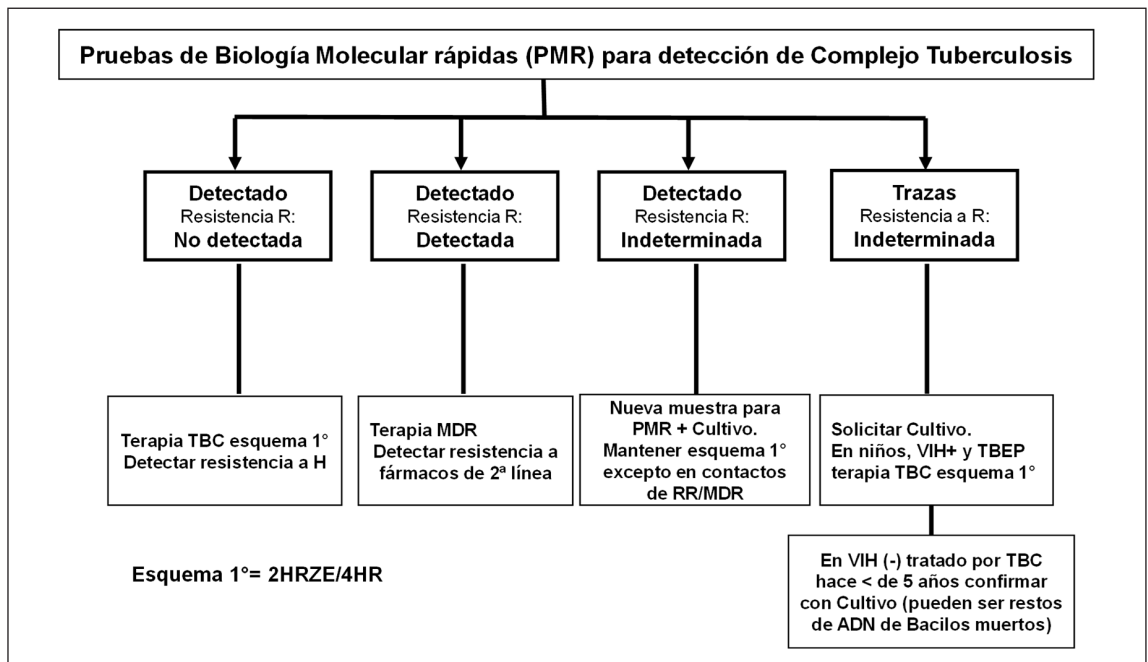 Pruebas de Biología Molecular rápidas (PMR) para detección de Complejo Tuberculosis
Detectado
Resistencia R:
No detectada
Detectado
Resistencia R:
Detectada
Detectado
Resistencia R:
Indeterminada
Trazas
Resistencia a R:
Indeterminada
Terapia TBC esquema 1°
Detectar resistencia a H
Terapia MDR
Detectar resistencia a
fármacos de 2ª línea
Nueva muestra para
PMR + Cultivo.
Mantener esquema 1°
excepto en contactos
de RR/MDR
Solicitar Cultivo.
En niños, VIH+ y TBEP
terapia TBC esquema 1°
En VIH (-) tratado por TBC
hace < de 5 años confirmar
con Cultivo (pueden ser restos
de ADN de Bacilos muertos)
Esquema 1°= 2HRZE/4HR